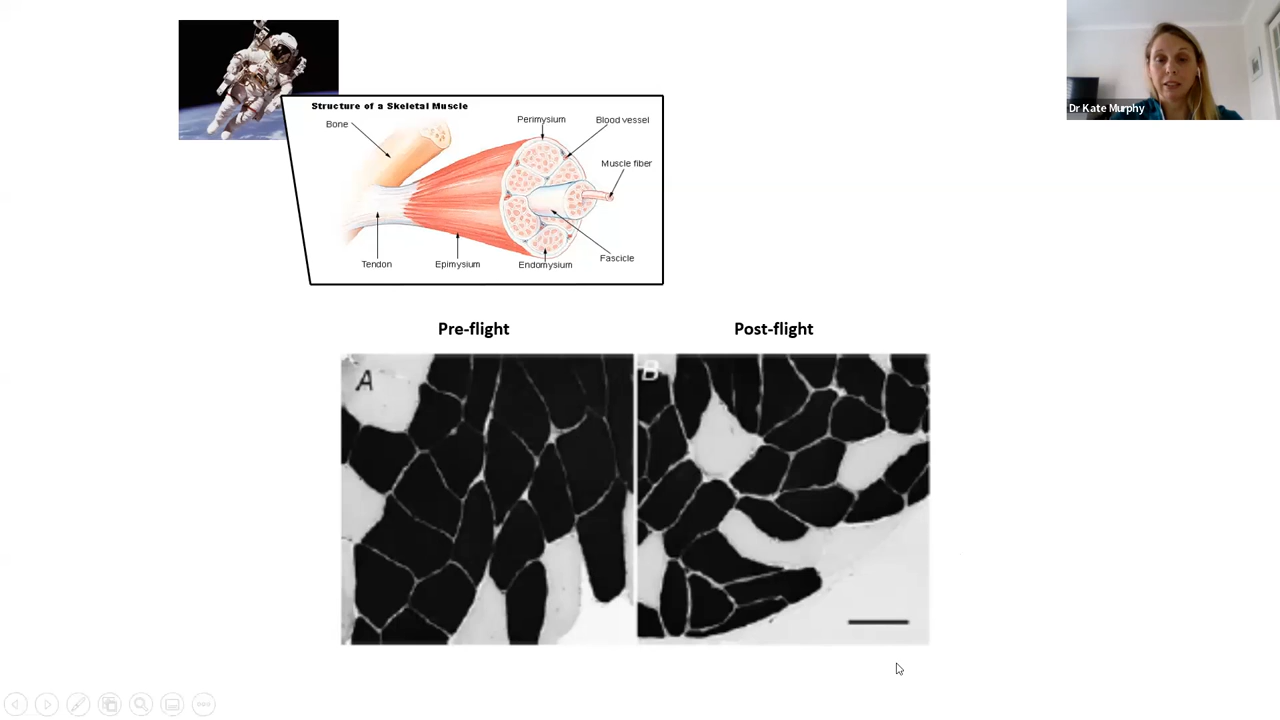 Structure of a Skeletal Muscle
Bone
Perimysium
Blood vessel
Muscle fiber
Tendon
Epimysium
Endomysium
Fascicle
Dr Kate Murphy
Pre-flight
Post-flight
A
B